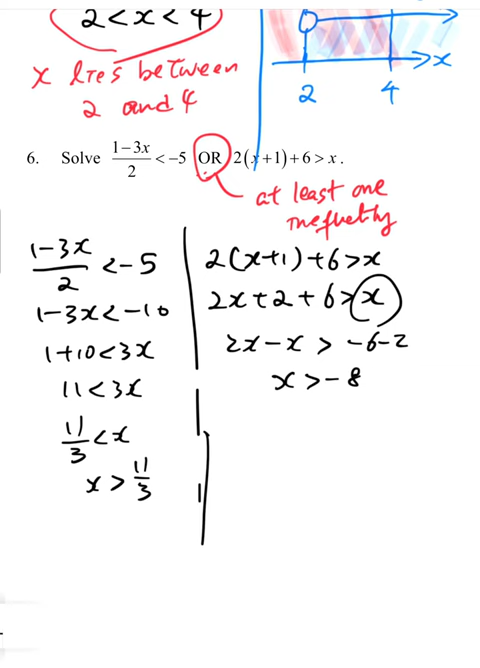 2 < x < 4
x lies between
2 and 4
2 4 x
6. Solve (1−3x)/2 < −5 OR 2(x+1)+6 > x.
at least one
inequality
(1−3x)/2 < −5
1−3x < −10
1+10 < 3x
11 < 3x
11/3 < x
x > 11/3
2(x+1)+6 > x
2x+2+6 > x
2x−x > −6−2
x > −8